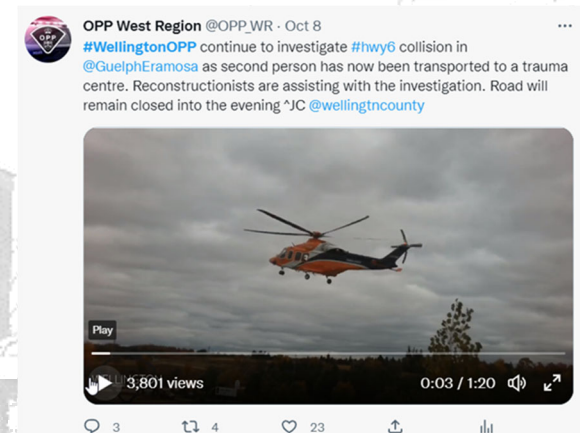 OPP West Region @OPP_WR · Oct 8 ...
#WellingtonOPP continue to investigate #hwy6 collision in
@GuelphEramosa as second person has now been transported to a trauma
centre. Reconstructionists are assisting with the investigation. Road will
remain closed into the evening ^JC @wellingtncounty
Play
3,801 views 0:03 / 1:20
3 4 23